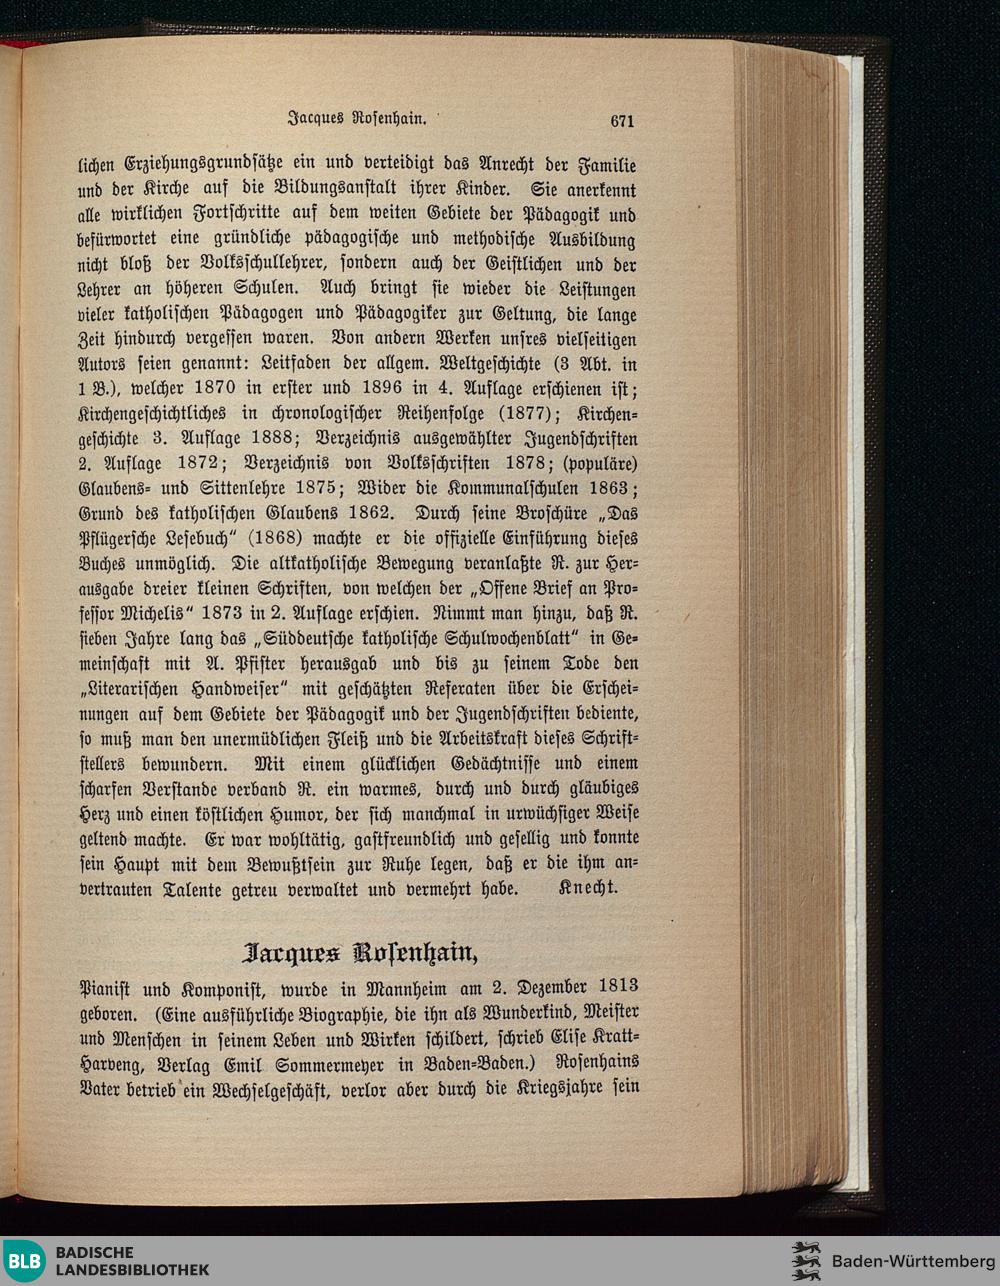 Jacques Rosenhain.
671
lichen Erziehungsgrundsätze ein und verteidigt das Anrecht der Familie
und der Kirche auf die Bildungsanstalt ihrer Kinder. Sie anerkennt
alle wirklichen Fortschritte auf dem weiten Gebiete der Pädagogik und
befürwortet eine gründliche pädagogische und methodische Ausbildung
nicht bloß der Volksschullehrer, sondern auch der Geistlichen und der
Lehrer an höheren Schulen. Auch bringt sie wieder die Leistungen
vieler katholischen Pädagogen und Pädagogiker zur Geltung, die lange
Zeit hindurch vergessen waren. Von andern Werken unsres vielseitigen
Autors seien genannt: Leitfaden der allgem. Weltgeschichte (3 Abt. in
1 B.), welcher 1870 in erster und 1896 in 4. Auflage erschienen ist;
Kirchengeschichtliches in chronologischer Reihenfolge (1877); Kirchen-
geschichte 3. Auflage 1888; Verzeichnis ausgewählter Jugendschriften
2. Auflage 1872; Verzeichnis von Volksschriften 1878; (populäre)
Glaubens- und Sittenlehre 1875; Wider die Kommunalschulen 1863;
Grund des katholischen Glaubens 1862. Durch seine Broschüre „Das
Pflügersche Lesebuch“ (1868) machte er die offizielle Einführung dieses
Buches unmöglich. Die altkatholische Bewegung veranlaßte R. zur Her-
ausgabe dreier kleinen Schriften, von welchen der „Offene Brief an Pro-
fessor Michelis“ 1873 in 2. Auflage erschien. Nimmt man hinzu, daß R.
sieben Jahre lang das „Süddeutsche katholische Schulwochenblatt“ in Ge-
meinschaft mit A. Pfister herausgab und bis zu seinem Tode den
„Literarischen Handweiser“ mit geschätzten Referaten über die Erschei-
nungen auf dem Gebiete der Pädagogik und der Jugendschriften bediente,
so muß man den unermüdlichen Fleiß und die Arbeitskraft dieses Schrift-
stellers bewundern. Mit einem glücklichen Gedächtnisse und einem
scharfen Verstande verband R. ein warmes, durch und durch gläubiges
Herz und einen köstlichen Humor, der sich manchmal in urwüchsiger Weise
geltend machte. Er war wohltätig, gastfreundlich und gesellig und konnte
sein Haupt mit dem Bewußtsein zur Ruhe legen, daß er die ihm an-
vertrauten Talente getreu verwaltet und vermehrt habe. Knecht.
Jacques Rosenhain,
Pianist und Komponist, wurde in Mannheim am 2. Dezember 1813
geboren. (Eine ausführliche Biographie, die ihn als Wunderkind, Meister
und Menschen in seinem Leben und Wirken schildert, schrieb Elise Kratt-
Harveng, Verlag Emil Sommermeyer in Baden-Baden.) Rosenhains
Vater betrieb ein Wechselgeschäft, verlor aber durch die Kriegsjahre sein
BLB
BADISCHE
LANDESBIBLIOTHEK
Baden-Württemberg